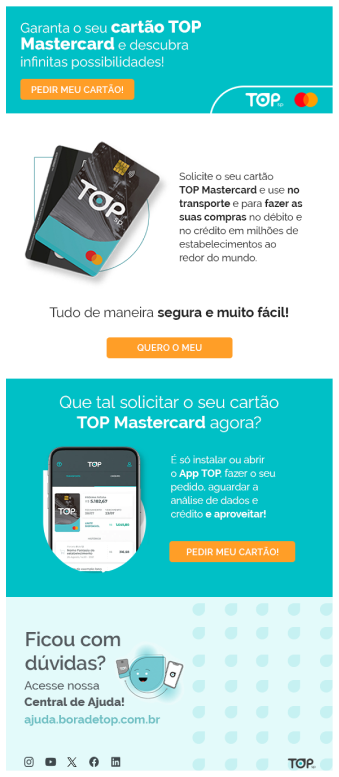 Garanta o seu cartão TOP
Mastercard e descubra
infinitas possibilidades!
PEDIR MEU CARTÃO!
TOP sp
TOP
sp
Solicite o seu cartão
TOP Mastercard e use no
transporte e para fazer as
suas compras no débito e
no crédito em milhões de
estabelecimentos ao
redor do mundo.
Tudo de maneira segura e muito fácil!
QUERO O MEU
Que tal solicitar o seu cartão
TOP Mastercard agora?
TOP
TOP
É só instalar ou abrir
o App TOP, fazer o seu
pedido, aguardar a
análise de dados e
crédito e aproveitar!
PEDIR MEU CARTÃO!
Ficou com
dúvidas?
Acesse nossa
Central de Ajuda!
ajuda.boradetop.com.br
TOP